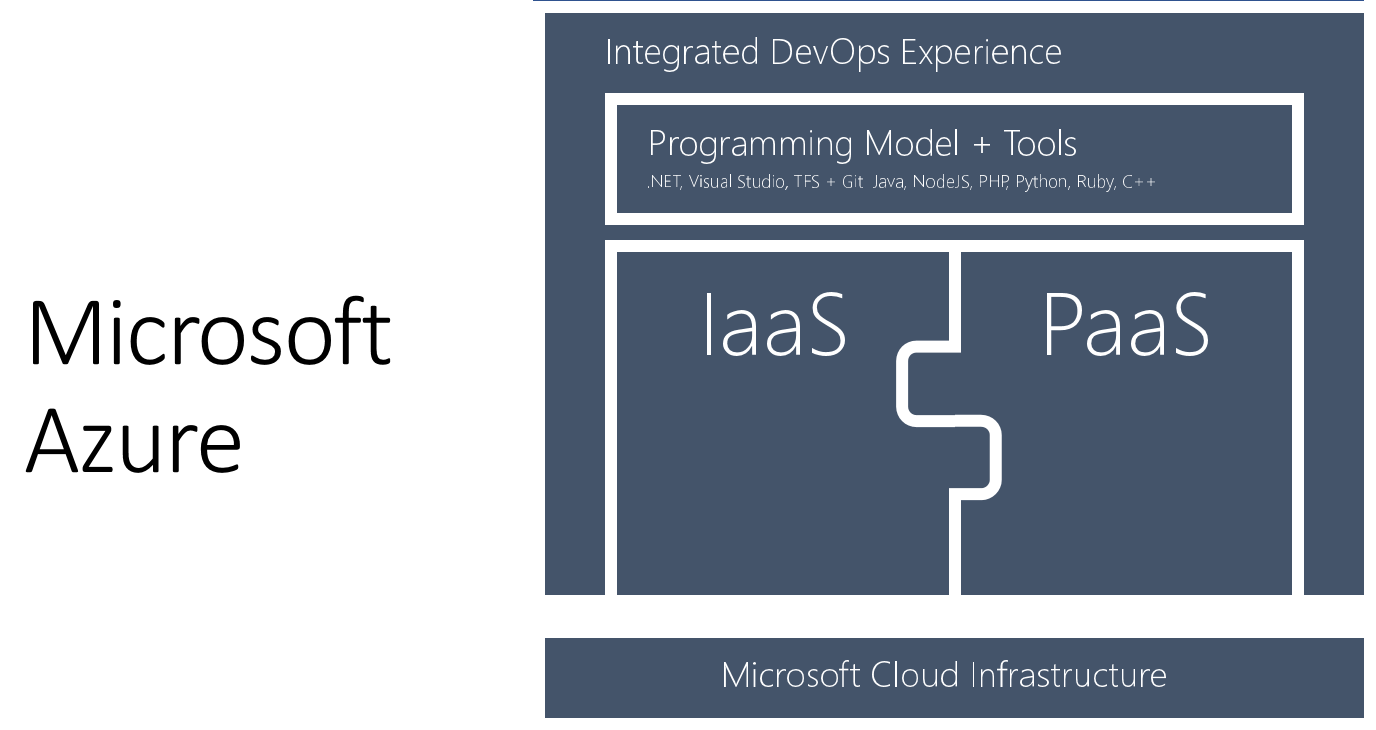 Microsoft
Azure
Integrated DevOps Experience
Programming Model + Tools
.NET, Visual Studio, TFS + Git  Java, NodeJS, PHP, Python, Ruby, C++
IaaS
PaaS
Microsoft Cloud Infrastructure